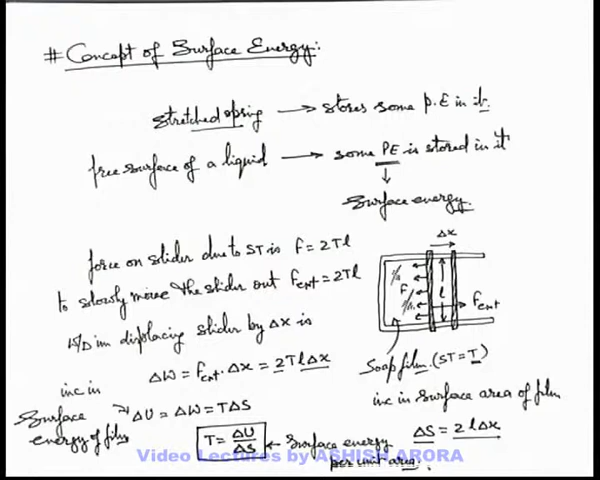 # Concept of Surface Energy:
stretched spring → stores some P.E in it.
free surface of a liquid → some PE is stored in it
↓
Surface energy.
force on slider due to ST is F = 2Tl
to slowly move the slider out Fext = 2Tl
W/D in displacing slider by Δx is
ΔW = Fext · Δx = 2TlΔx
inc in
Surface
energy of film
→ ΔU = ΔW = TΔS
T = ΔU/ΔS ← Surface energy
per unit area.
Δx
F
l
Fext
Soap film (ST = T)
inc in surface area of film
ΔS = 2lΔx
Video Lectures by ASHISH ARORA